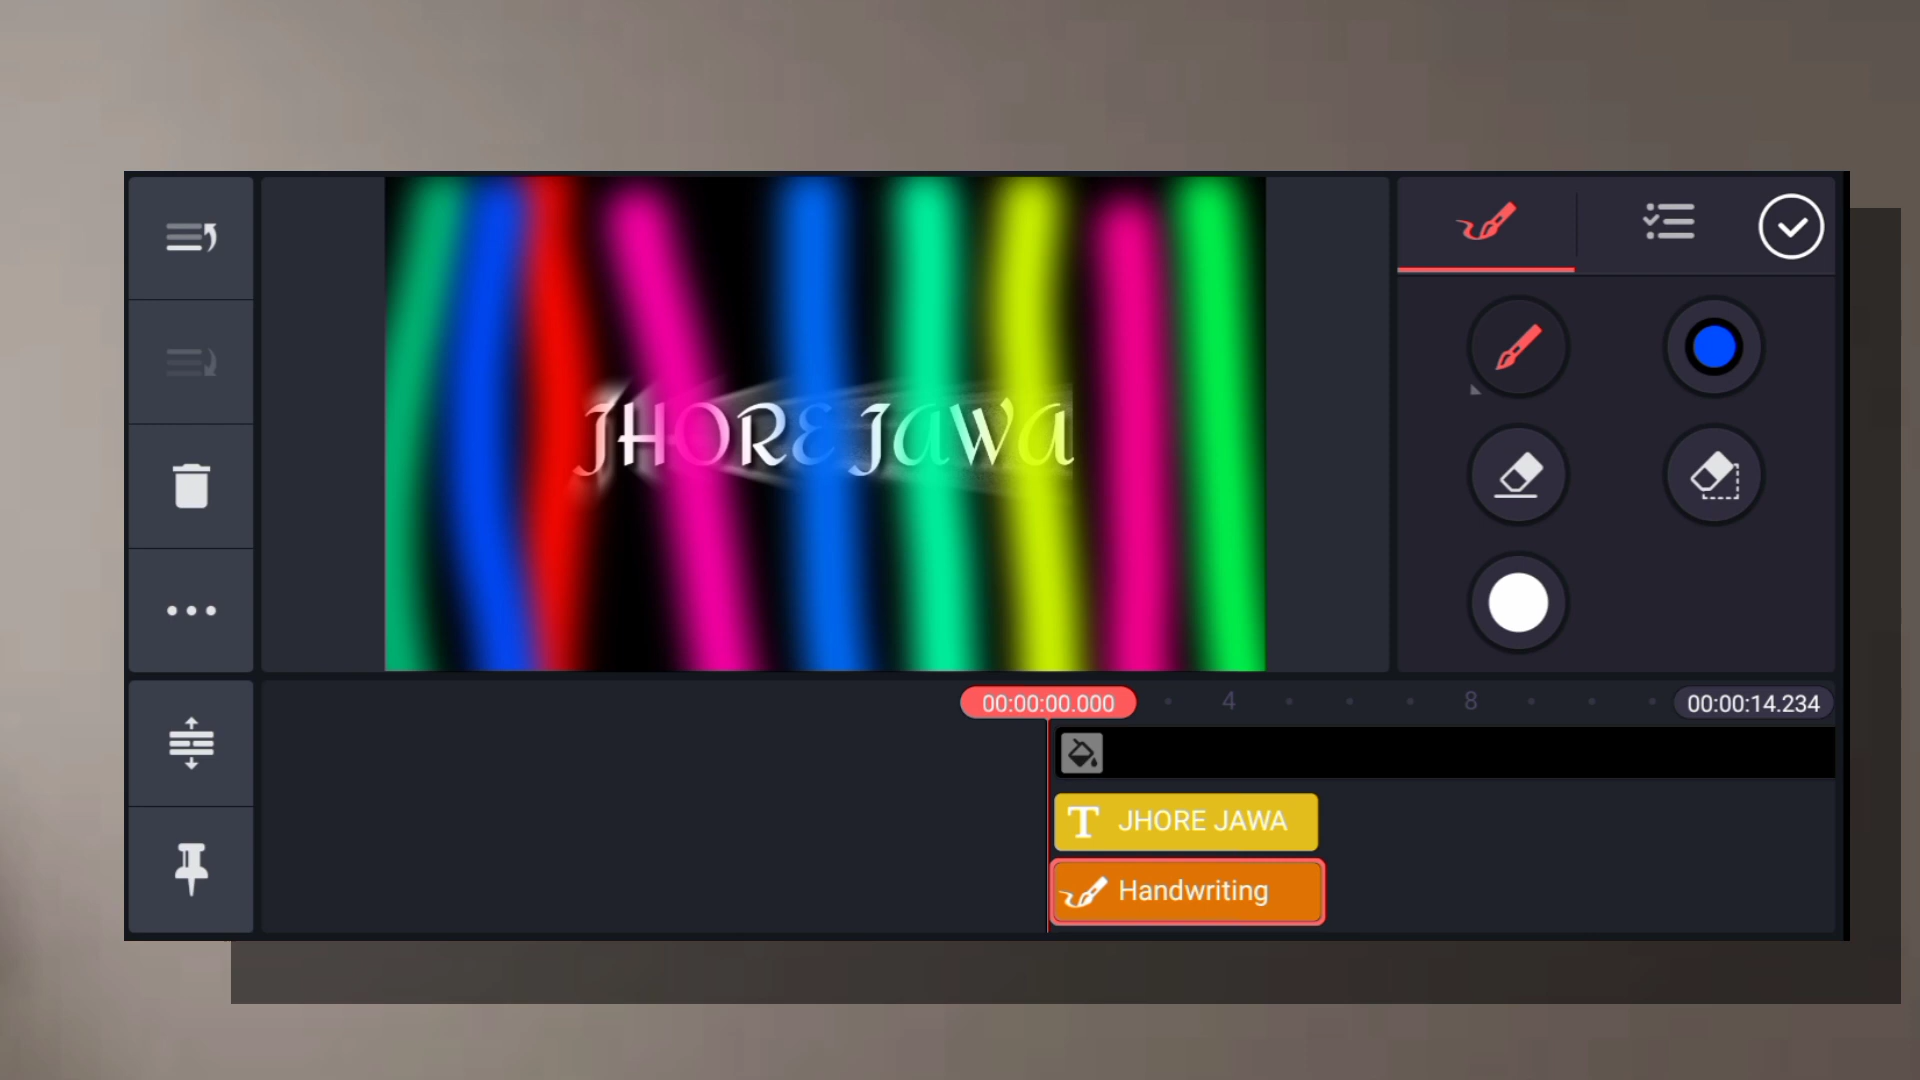 JHORE JAWA
00:00:00.000
4
8
00:00:14.234
T JHORE JAWA
Handwriting